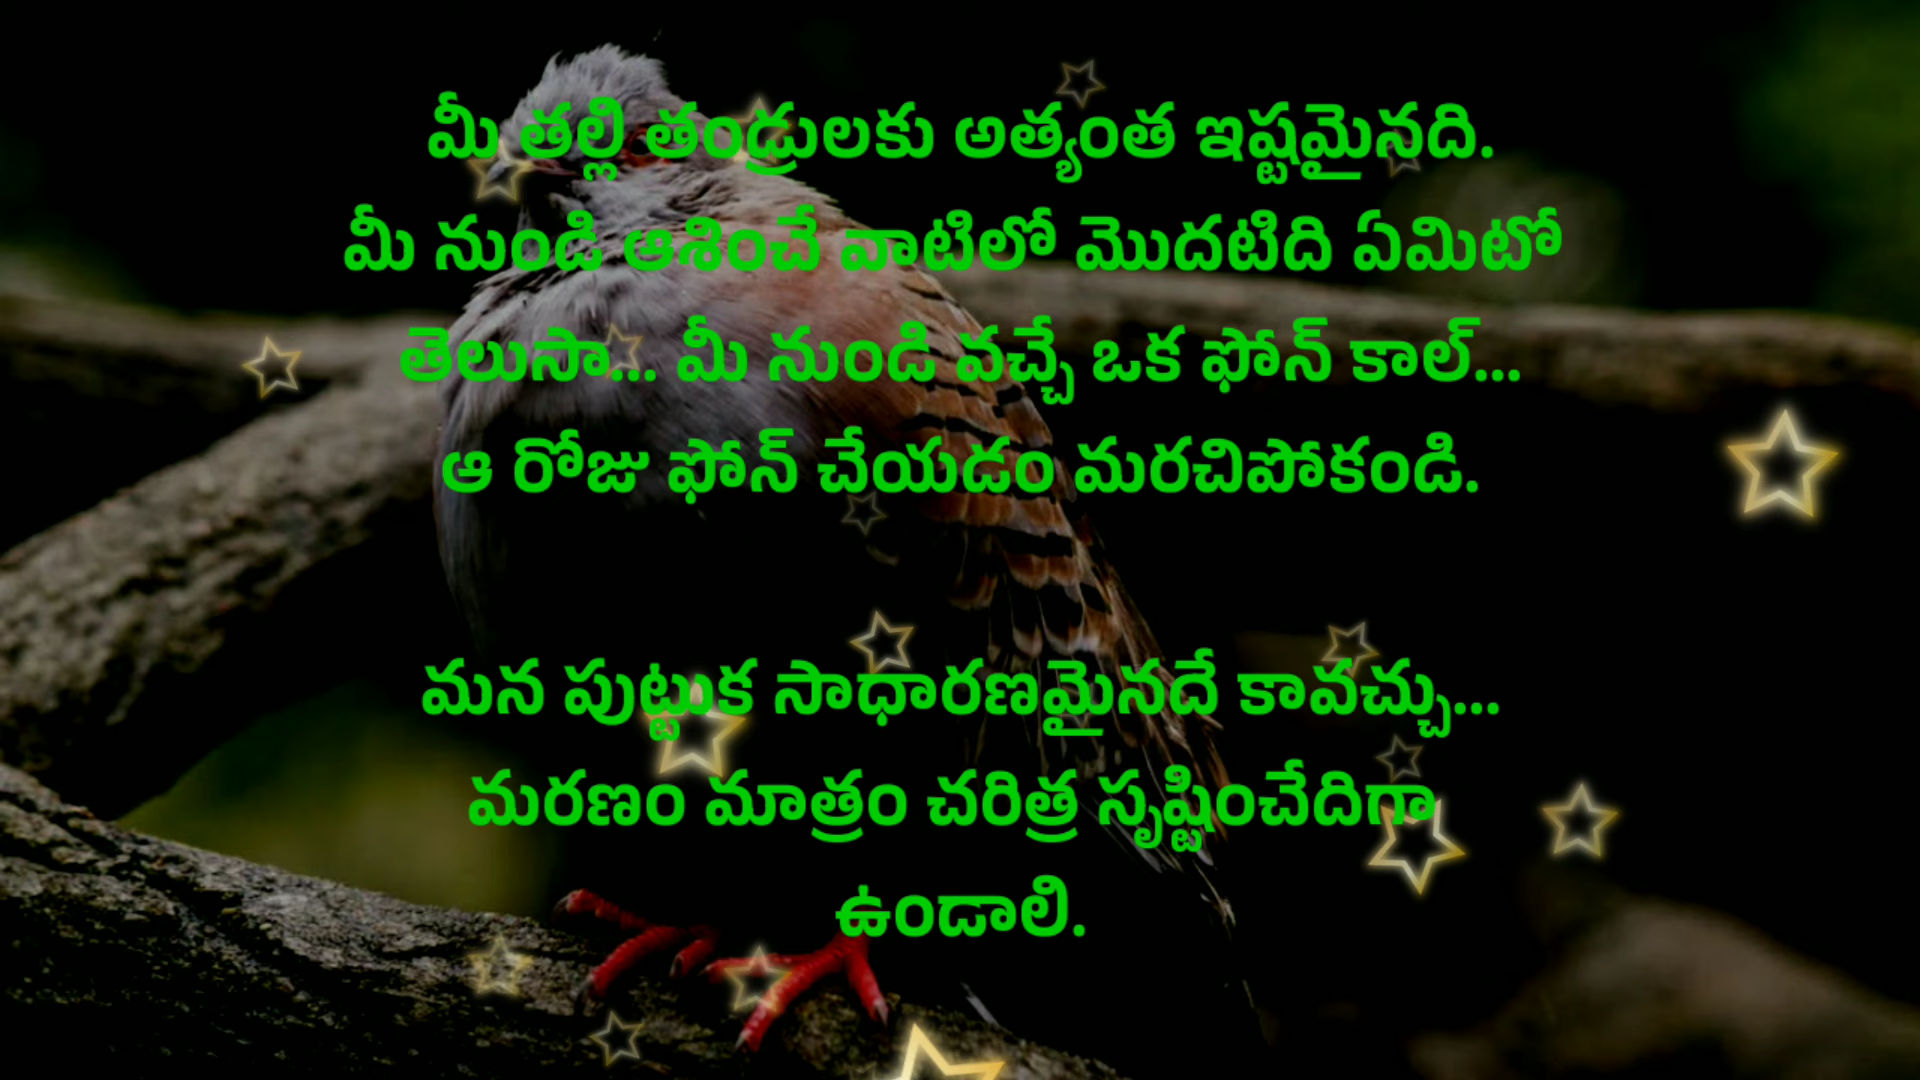 మీ తల్లి తండ్రులకు అత్యంత ఇష్టమైనది.
మీ నుండి ఆశించే వాటిలో మొదటిది ఏమిటో
తెలుసా... మీ నుండి వచ్చే ఒక ఫోన్ కాల్...
ఆ రోజు ఫోన్ చేయడం మరచిపోకండి.
మన పుట్టుక సాధారణమైనదే కావచ్చు...
మరణం మాత్రం చరిత్ర సృష్టించేదిగా
ఉండాలి.